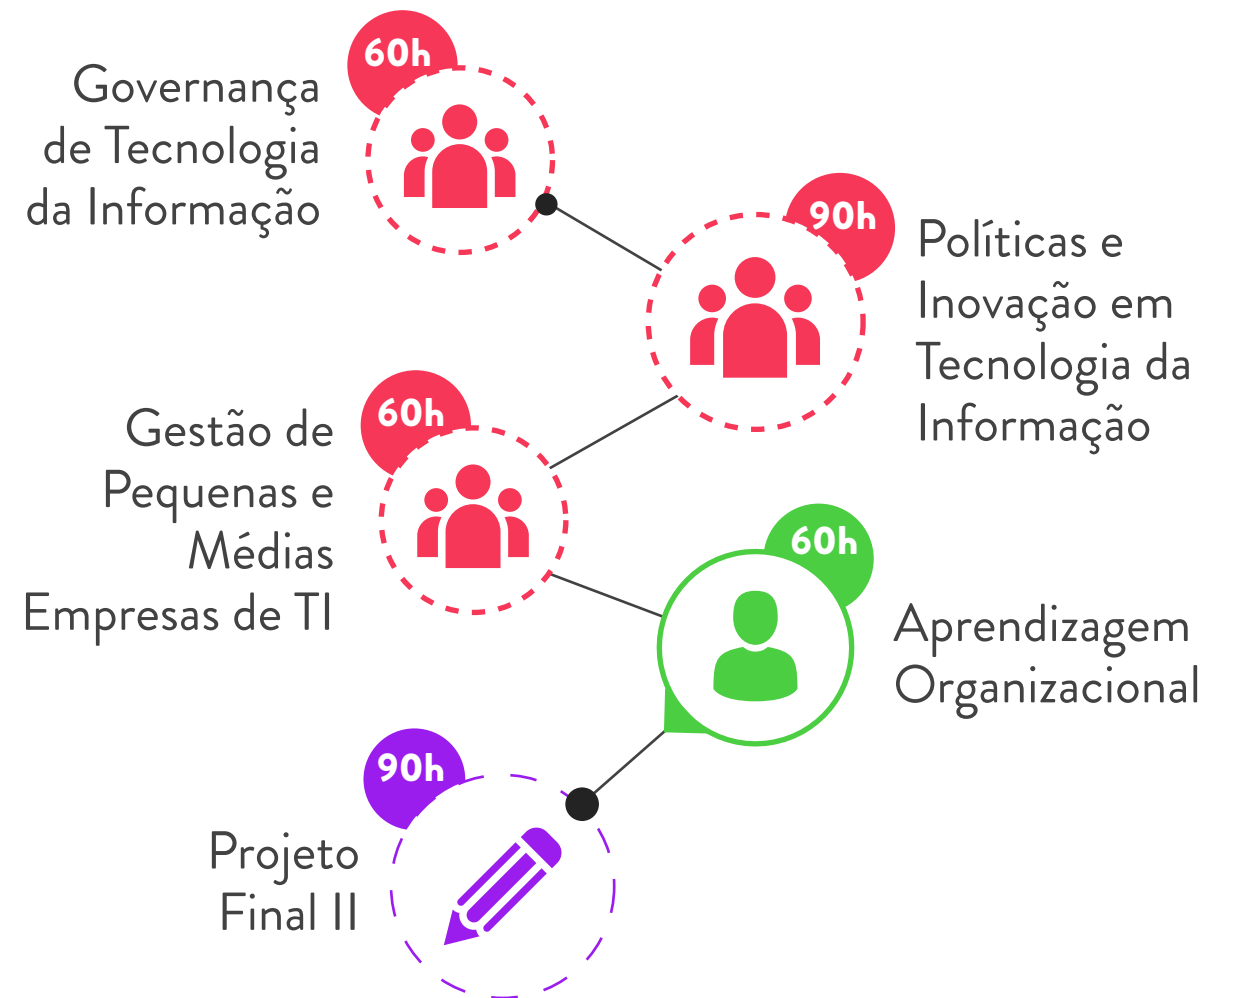 60h
Governança
de Tecnologia
da Informação
90h
Políticas e
Inovação em
Tecnologia da
Informação
60h
Gestão de
Pequenas e
Médias
Empresas de TI
60h
Aprendizagem
Organizacional
90h
Projeto
Final II